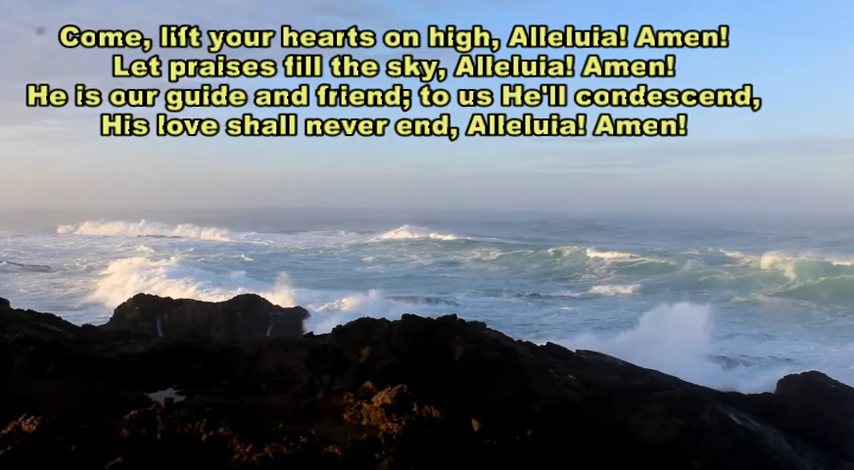 Come, lift your hearts on high, Alleluia! Amen!
Let praises fill the sky, Alleluia! Amen!
He is our guide and friend; to us He'll condescend,
His love shall never end, Alleluia! Amen!